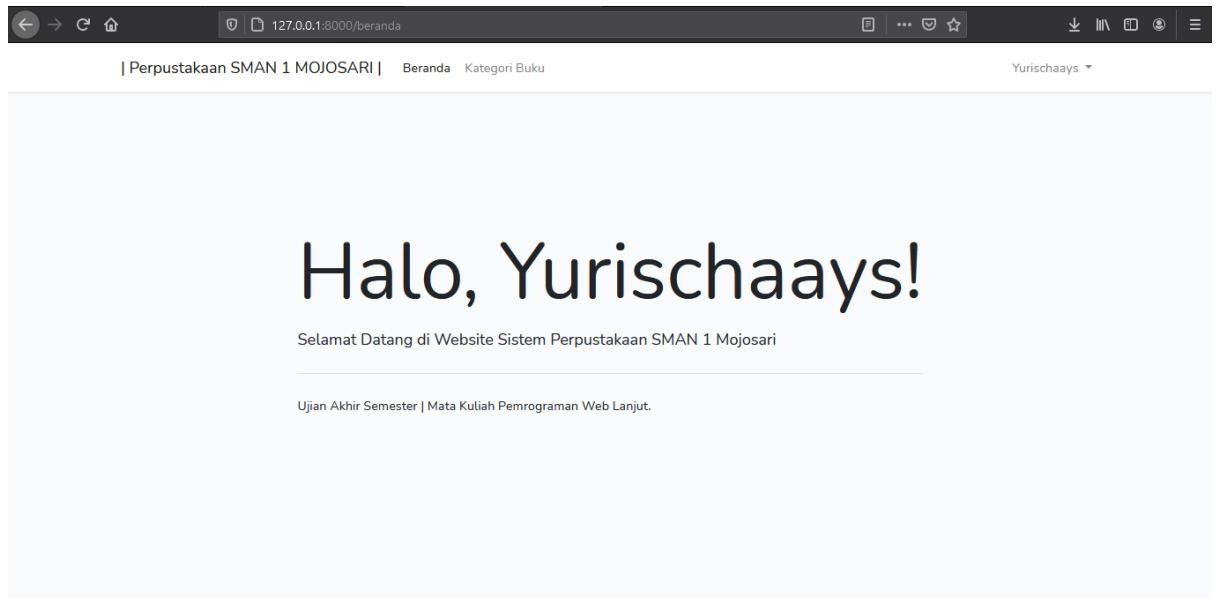 127.0.0.1:8000/beranda
| Perpustakaan SMAN 1 MOJOSARI | Beranda Kategori Buku Yurischaays
Halo, Yurischaays!
Selamat Datang di Website Sistem Perpustakaan SMAN 1 Mojosari
Ujian Akhir Semester | Mata Kuliah Pemrograman Web Lanjut.